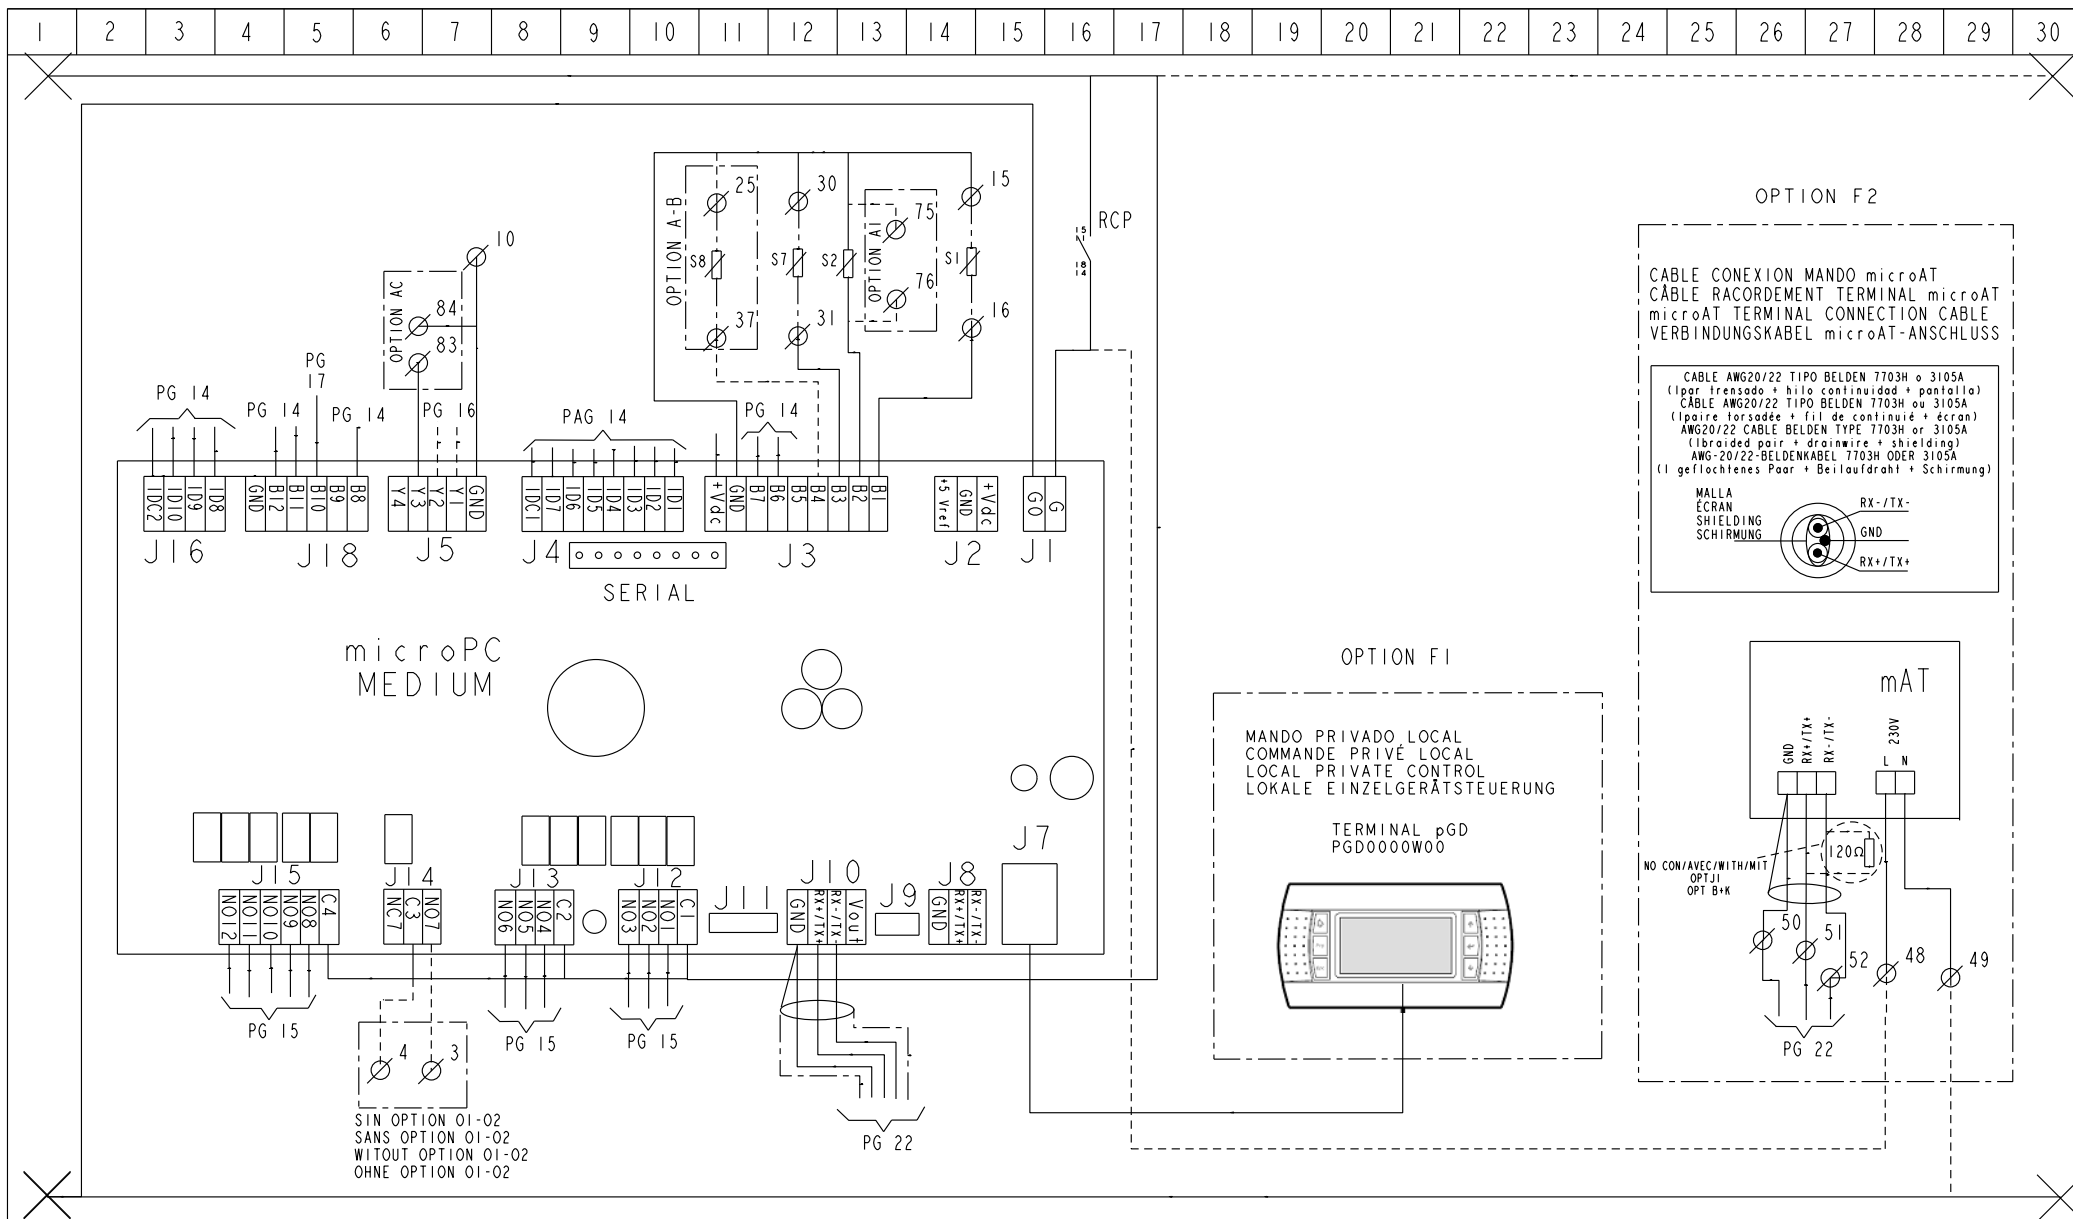 1 2 3 4 5 6 7 8 9 10 11 12 13 14 15 16 17 18 19 20 21 22 23 24 25 26 27 28 29 30
OPTION A-B
25
S8
37
30
S7
31
S2
OPTION A1
75
76
15
S1
16
RCP
15
18
14
10
OPTION AC
84
83
PG 14
PG 14
PG
17
PG 14
PG 16
PAG 14
PG 14
IDC2 ID10 ID9 ID8
GND B12 B11 B10 B9 B8
Y4 Y3 Y2 Y1 GND
IDC1 ID7 ID6 ID5 ID4 ID3 ID2 ID1
+Vdc GND B7 B6 B5 B4 B3 B2 B1
+5 Vref GND +Vdc
G0 G
J16 J18 J5 J4 J3 J2 J1
SERIAL
microPC
MEDIUM
J15 J14 J13 J12 J11 J10 J9 J8 J7
NO12 NO11 NO10 NO9 NO8 C4
NC7 C3 NO7
NO6 NO5 NO4 C2
NO3 NO2 NO1 C1
GND RX+/TX+ RX-/TX- Vout
GND RX+/TX+ RX-/TX-
PG 15
4
3
PG 15
PG 15
PG 22
SIN OPTION 01-02
SANS OPTION 01-02
WITOUT OPTION 01-02
OHNE OPTION 01-02
OPTION F1
MANDO PRIVADO LOCAL
COMMANDE PRIVÉ LOCAL
LOCAL PRIVATE CONTROL
LOKALE EINZELGERÄTSTEUERUNG
TERMINAL pGD
PGD0000W00
OPTION F2
CABLE CONEXION MANDO microAT
CÂBLE RACORDEMENT TERMINAL microAT
microAT TERMINAL CONNECTION CABLE
VERBINDUNGSKABEL microAT-ANSCHLUSS
CABLE AWG20/22 TIPO BELDEN 7703H o 3105A
(1par trensado + hilo continuidad + pantalla)
CÂBLE AWG20/22 TIPO BELDEN 7703H ou 3105A
(1paire torsadée + fil de continuié + écran)
AWG20/22 CABLE BELDEN TYPE 7703H or 3105A
(1braided pair + drainwire + shielding)
AWG-20/22-BELDENKABEL 7703H ODER 3105A
(1 geflochtenes Paar + Beilaufdraht + Schirmung)
MALLA
ÉCRAN
SHIELDING
SCHIRMUNG
RX-/TX-
GND
RX+/TX+
mAT
GND RX+/TX+ RX-/TX-
230V
L N
120Ω
NO CON/AVEC/WITH/MIT
OPTJ1
OPT B+K
50
51
52
48
49
PG 22